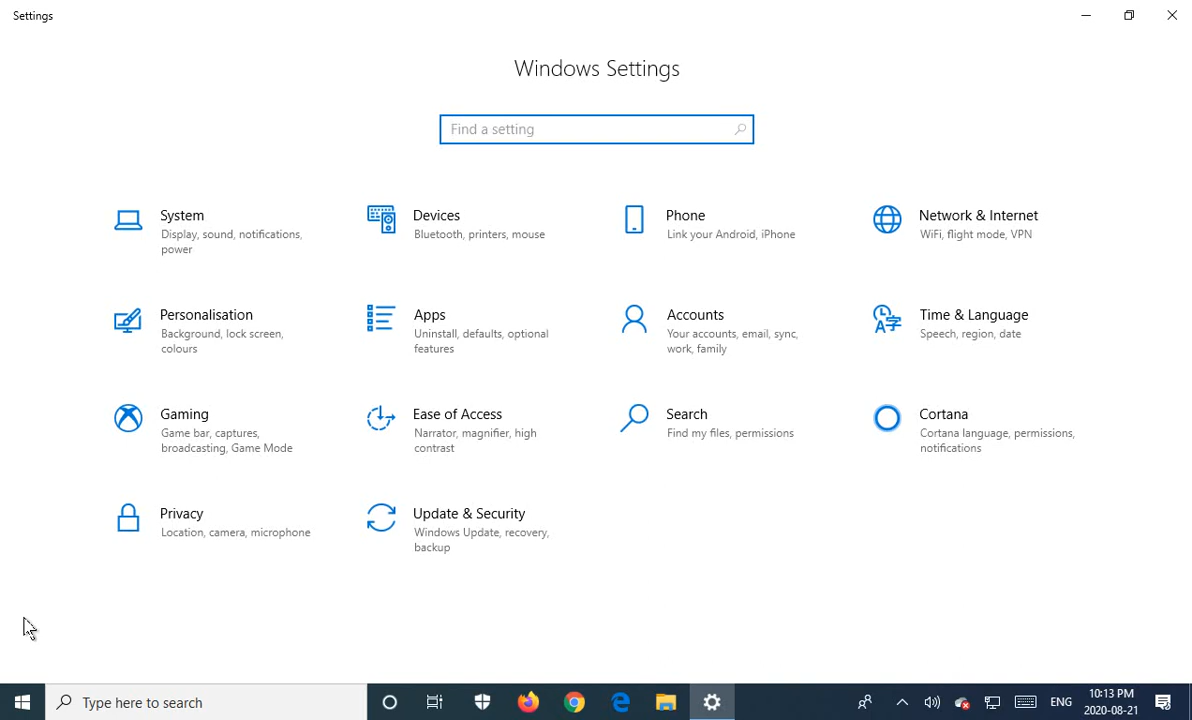 Settings
Windows Settings
Find a setting
System
Display, sound, notifications,
power
Devices
Bluetooth, printers, mouse
Phone
Link your Android, iPhone
Network & Internet
WiFi, flight mode, VPN
Personalisation
Background, lock screen,
colours
Apps
Uninstall, defaults, optional
features
Accounts
Your accounts, email, sync,
work, family
Time & Language
Speech, region, date
Gaming
Game bar, captures,
broadcasting, Game Mode
Ease of Access
Narrator, magnifier, high
contrast
Search
Find my files, permissions
Cortana
Cortana language, permissions,
notifications
Privacy
Location, camera, microphone
Update & Security
Windows Update, recovery,
backup
Type here to search
ENG
10:13 PM
2020-08-21